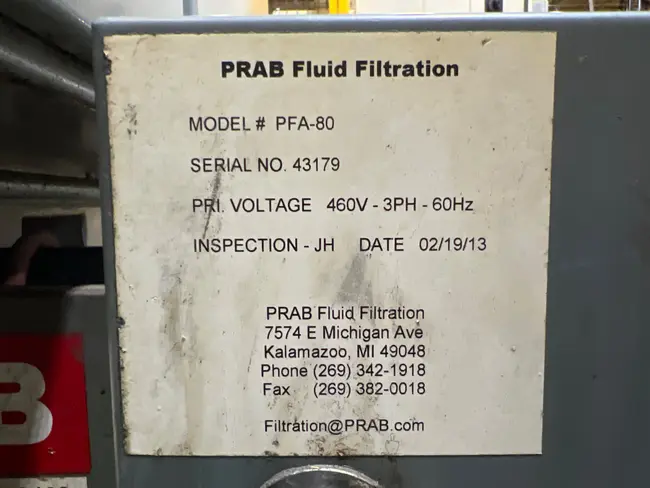 PRAB Fluid Filtration
MODEL # PFA-80
SERIAL NO. 43179
PRI. VOLTAGE 460V - 3PH - 60Hz
INSPECTION - JH DATE 02/19/13
PRAB Fluid Filtration
7574 E Michigan Ave
Kalamazoo, MI 49048
Phone (269) 342-1918
Fax (269) 382-0018
Filtration@PRAB.com
B